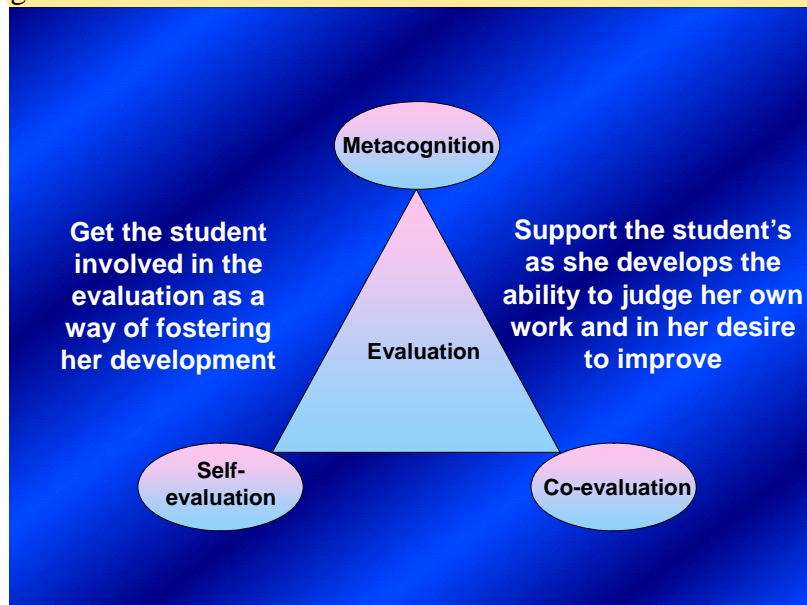 Metacognition
Get the student
involved in the
evaluation as a
way of fostering
her development
Support the student's
as she develops the
ability to judge her own
work and in her desire
to improve
Evaluation
Self-
evaluation
Co-evaluation